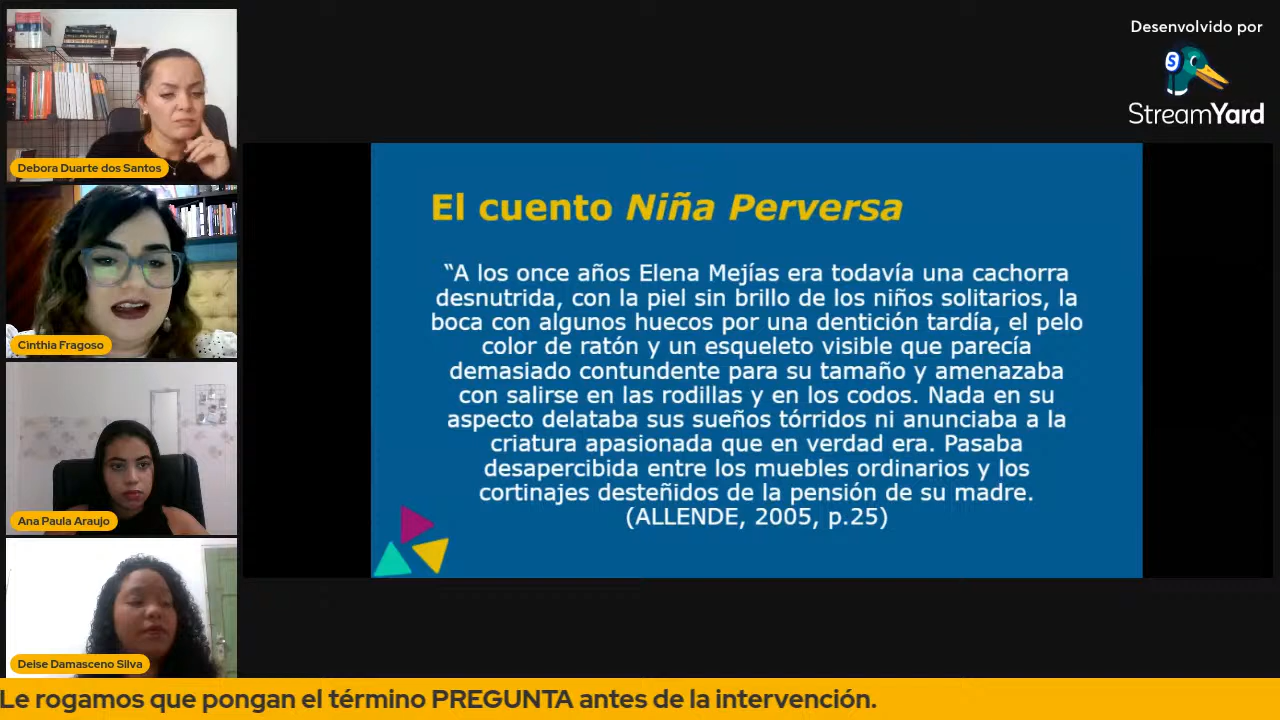 Debora Duarte dos Santos
Cinthia Fragoso
Ana Paula Araujo
Deise Damasceno Silva
Desenvolvido por
StreamYard
El cuento Niña Perversa
“A los once años Elena Mejías era todavía una cachorra
desnutrida, con la piel sin brillo de los niños solitarios, la
boca con algunos huecos por una dentición tardía, el pelo
color de ratón y un esqueleto visible que parecía
demasiado contundente para su tamaño y amenazaba
con salirse en las rodillas y en los codos. Nada en su
aspecto delataba sus sueños tórridos ni anunciaba a la
criatura apasionada que en verdad era. Pasaba
desapercibida entre los muebles ordinarios y los
cortinajes desteñidos de la pensión de su madre.
(ALLENDE, 2005, p.25)
Le rogamos que pongan el término PREGUNTA antes de la intervención.